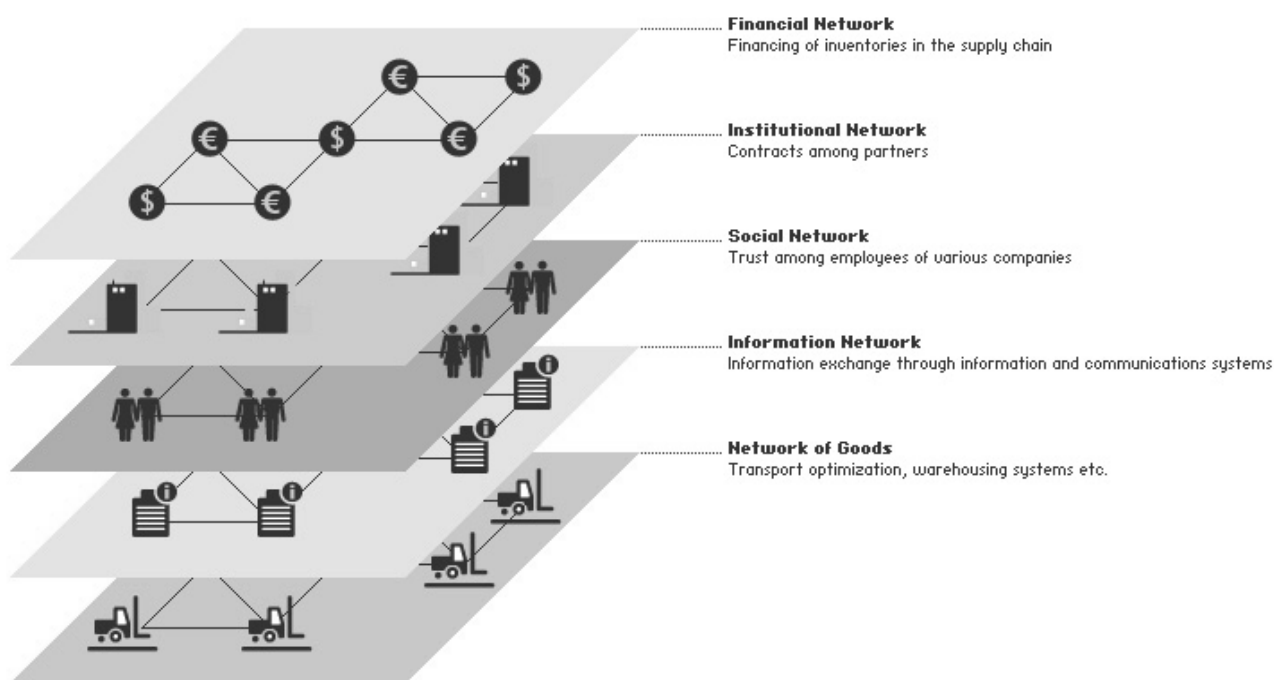 Financial Network
Financing of inventories in the supply chain
€ $
€ $ €
$ €
Institutional Network
Contracts among partners
Social Network
Trust among employees of various companies
Information Network
Information exchange through information and communications systems
i
i
i i
Network of Goods
Transport optimization, warehousing systems etc.